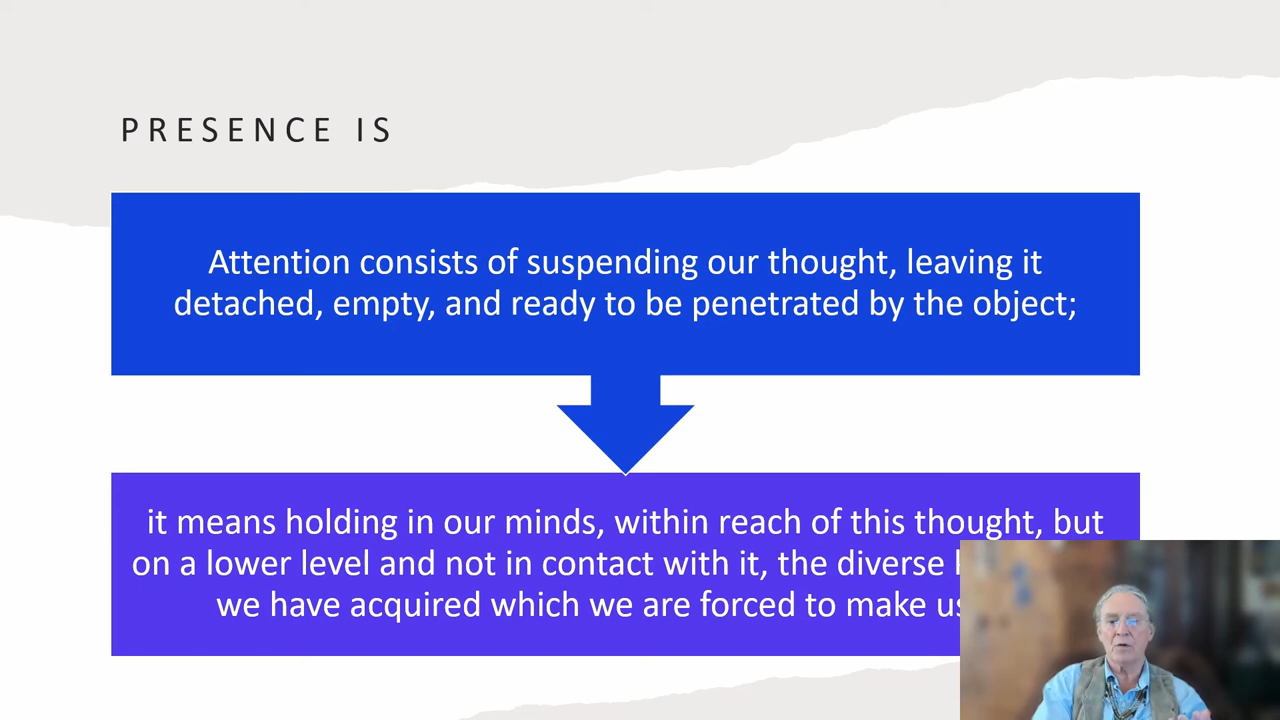 PRESENCE IS
Attention consists of suspending our thought, leaving it
detached, empty, and ready to be penetrated by the object;
it means holding in our minds, within reach of this thought, but
on a lower level and not in contact with it, the diverse
we have acquired which we are forced to make